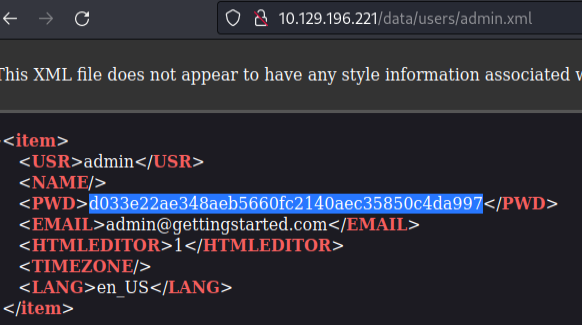 10.129.196.221/data/users/admin.xml
This XML file does not appear to have any style information associated
<item>
<USR>admin</USR>
<NAME/>
<PWD>d033e22ae348aeb5660fc2140aec35850c4da997</PWD>
<EMAIL>admin@gettingstarted.com</EMAIL>
<HTMLEDITOR>1</HTMLEDITOR>
<TIMEZONE/>
<LANG>en_US</LANG>
</item>